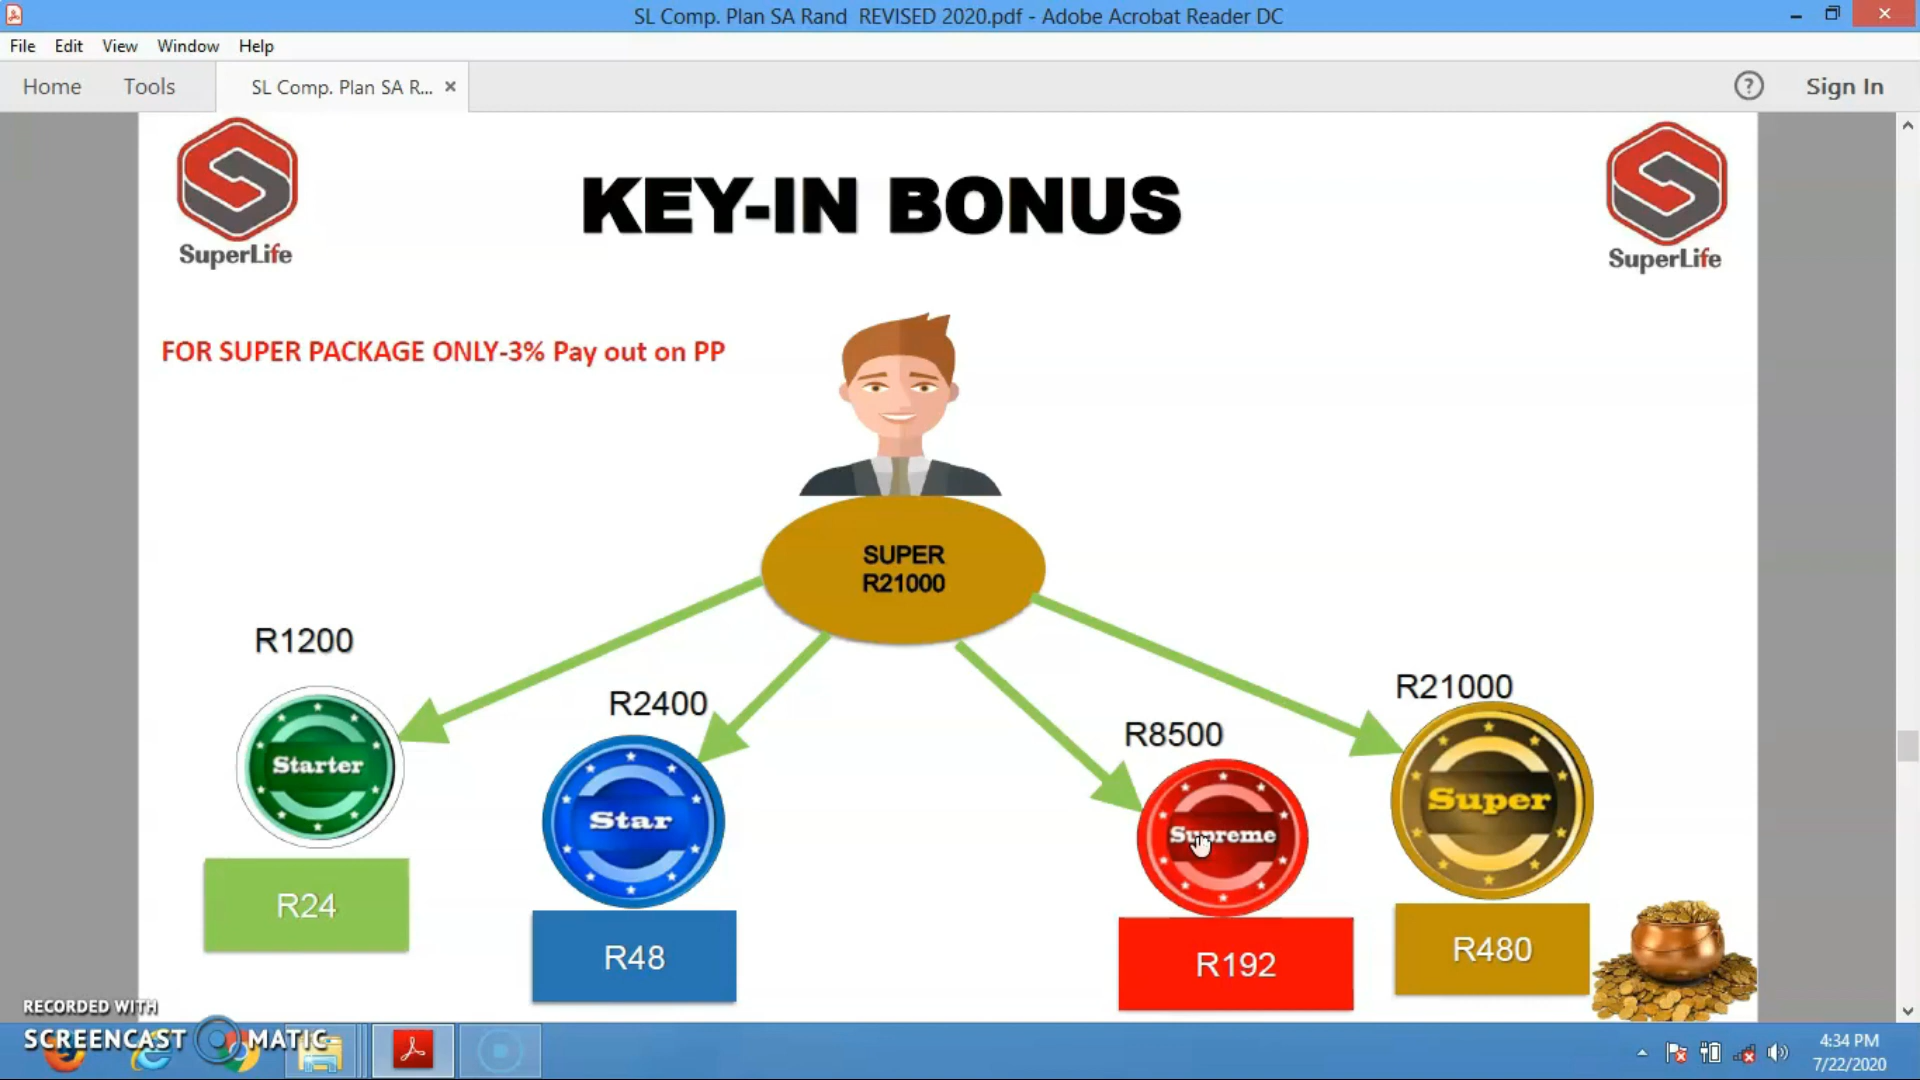 SL Comp. Plan SA Rand  REVISED 2020.pdf - Adobe Acrobat Reader DC
File Edit View Window Help
Home Tools SL Comp. Plan SA R... × ? Sign In
SuperLife
SuperLife
KEY-IN BONUS
FOR SUPER PACKAGE ONLY-3% Pay out on PP
SUPER
R21000
R1200
Starter
R24
R2400
Star
R48
R8500
Supreme
R192
R21000
Super
R480
RECORDED WITH
SCREENCAST MATIC
4:34 PM
7/22/2020